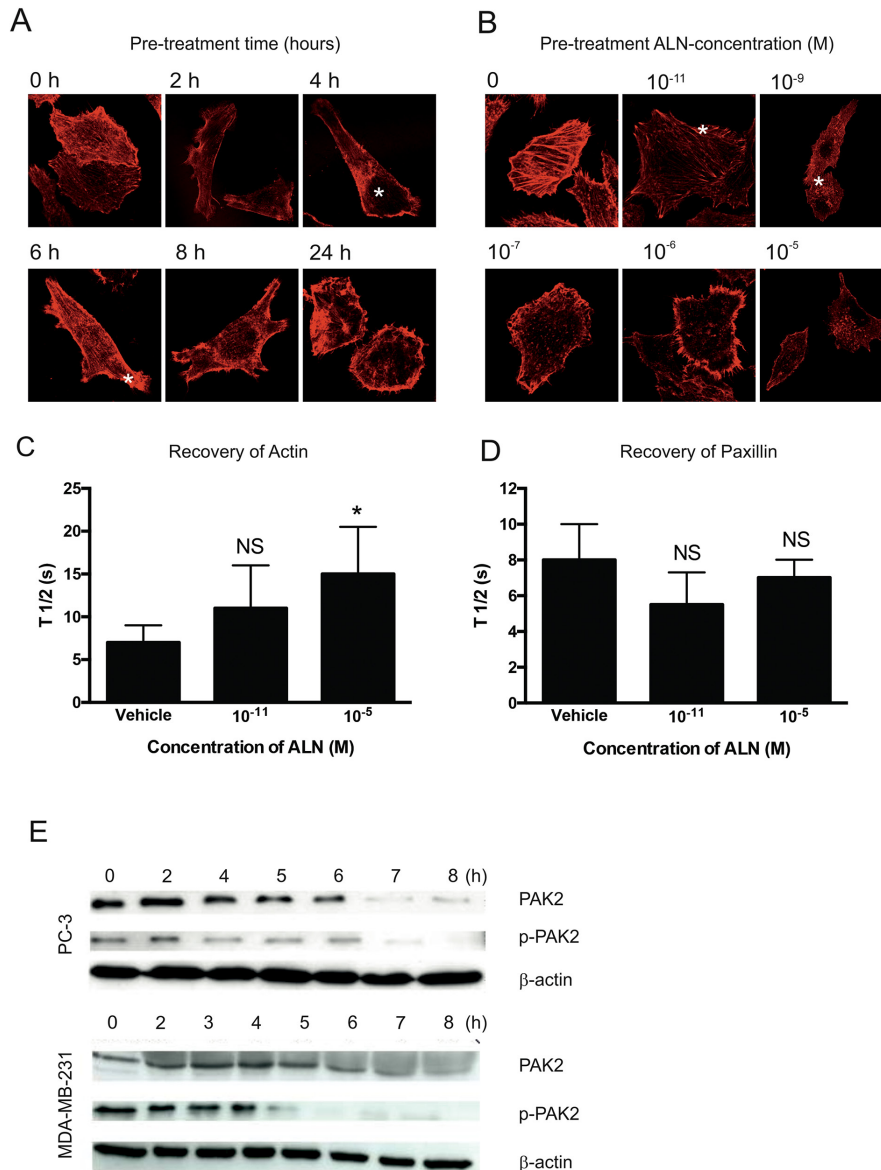 A
Pre-treatment time (hours)
0 h 2 h 4 h
*
6 h 8 h 24 h
*
B
Pre-treatment ALN-concentration (M)
0 10⁻¹¹ 10⁻⁹
* *
10⁻⁷ 10⁻⁶ 10⁻⁵
C
Recovery of Actin
25
20
15
10
5
0
T 1/2 (s)
NS
*
Vehicle 10⁻¹¹ 10⁻⁵
Concentration of ALN (M)
D
Recovery of Paxillin
12
10
8
6
4
2
0
T 1/2 (s)
NS NS
Vehicle 10⁻¹¹ 10⁻⁵
Concentration of ALN (M)
E
0 2 4 5 6 7 8 (h)
PC-3
PAK2
p-PAK2
β-actin
0 2 3 4 5 6 7 8 (h)
MDA-MB-231
PAK2
p-PAK2
β-actin